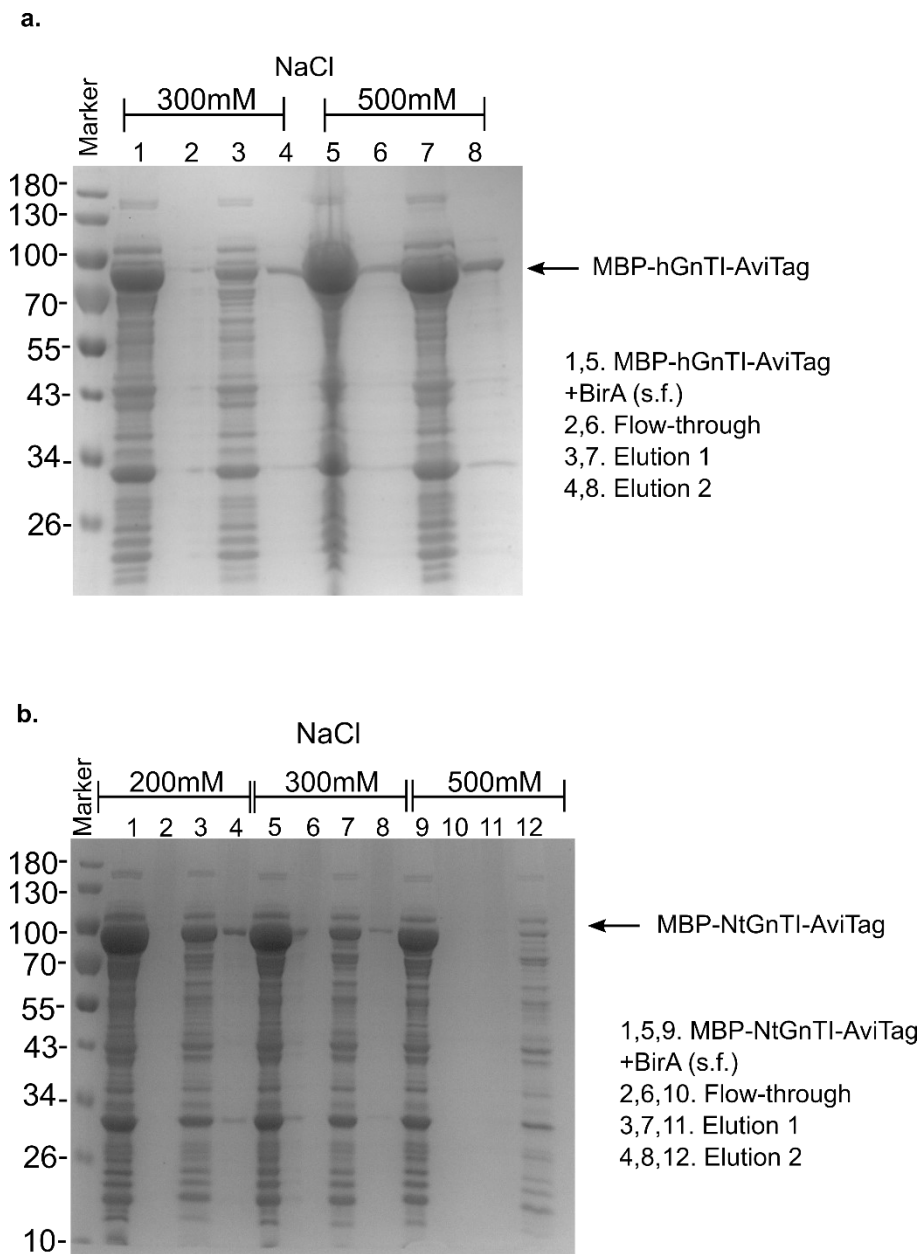 a.
NaCl
300mM 500mM
Marker 1 2 3 4 5 6 7 8
180-
130-
100-
70-
55-
43-
34-
26-
MBP-hGnTI-AviTag
1,5. MBP-hGnTI-AviTag
+BirA (s.f.)
2,6. Flow-through
3,7. Elution 1
4,8. Elution 2
b.
NaCl
200mM 300mM 500mM
Marker 1 2 3 4 5 6 7 8 9 10 11 12
180-
130-
100-
70-
55-
43-
34-
26-
10-
MBP-NtGnTI-AviTag
1,5,9. MBP-NtGnTI-AviTag
+BirA (s.f.)
2,6,10. Flow-through
3,7,11. Elution 1
4,8,12. Elution 2